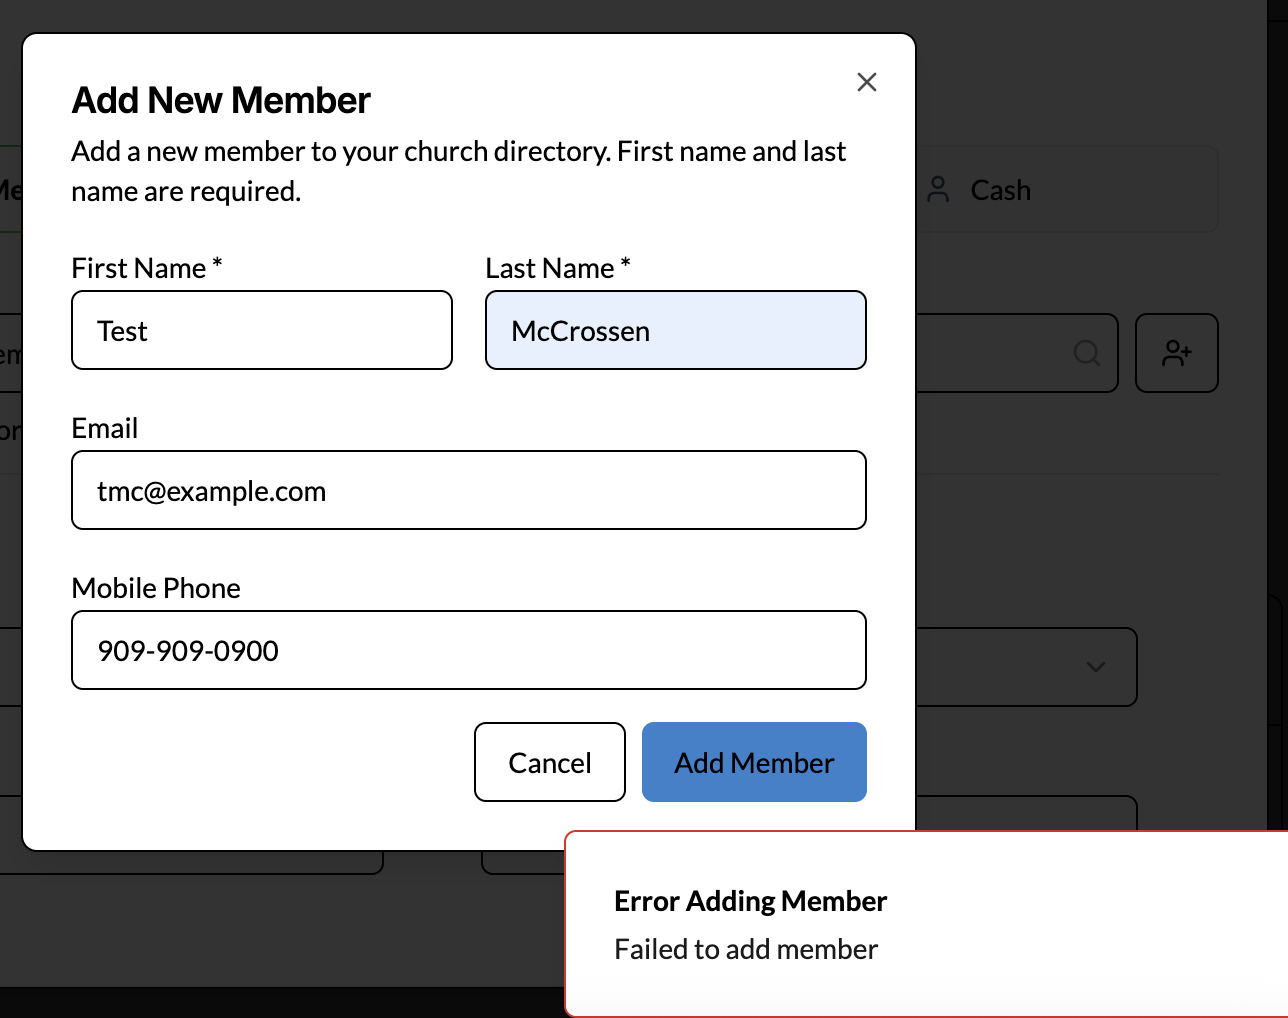 Add New Member
Add a new member to your church directory. First name and last
name are required.
Cash
First Name *
Last Name *
Test
McCrossen
Email
tmc@example.com
Mobile Phone
909-909-0900
Cancel
Add Member
Error Adding Member
Failed to add member